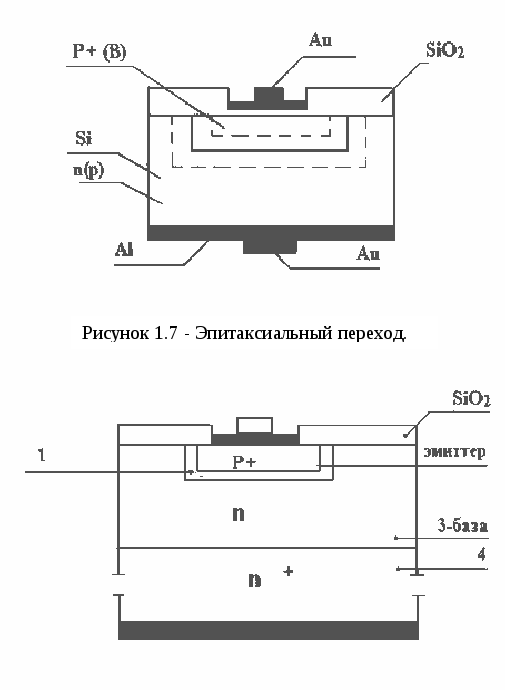 P+ (B)
Au
SiO2
Si
n(p)
Al
Au
Рисунок 1.7 - Эпитаксиальный переход.
SiO2
1
P+
эмиттер
n
3-база
4
n +